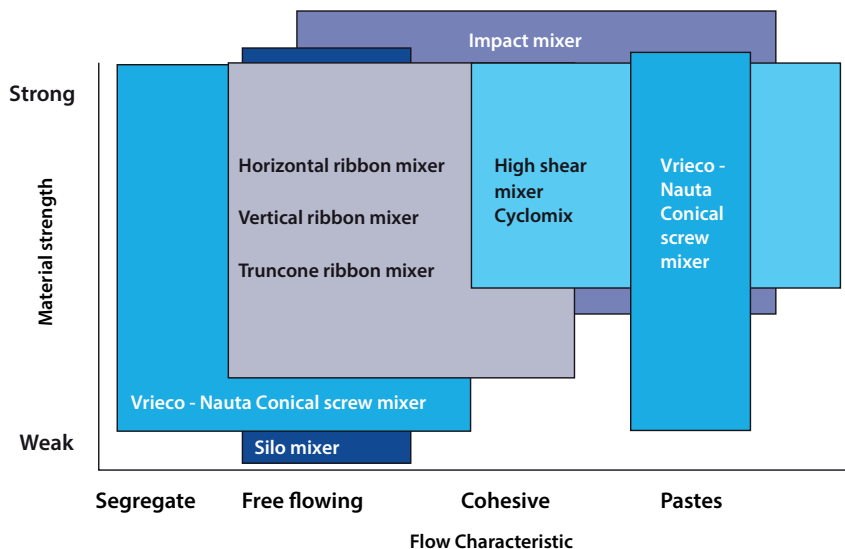 Impact mixer
Strong
Horizontal ribbon mixer
Vertical ribbon mixer
Truncone ribbon mixer
High shear
mixer
Cyclomix
Vrieco -
Nauta
Conical
screw
mixer
Material strength
Vrieco - Nauta Conical screw mixer
Weak
Silo mixer
Segregate
Free flowing
Cohesive
Pastes
Flow Characteristic